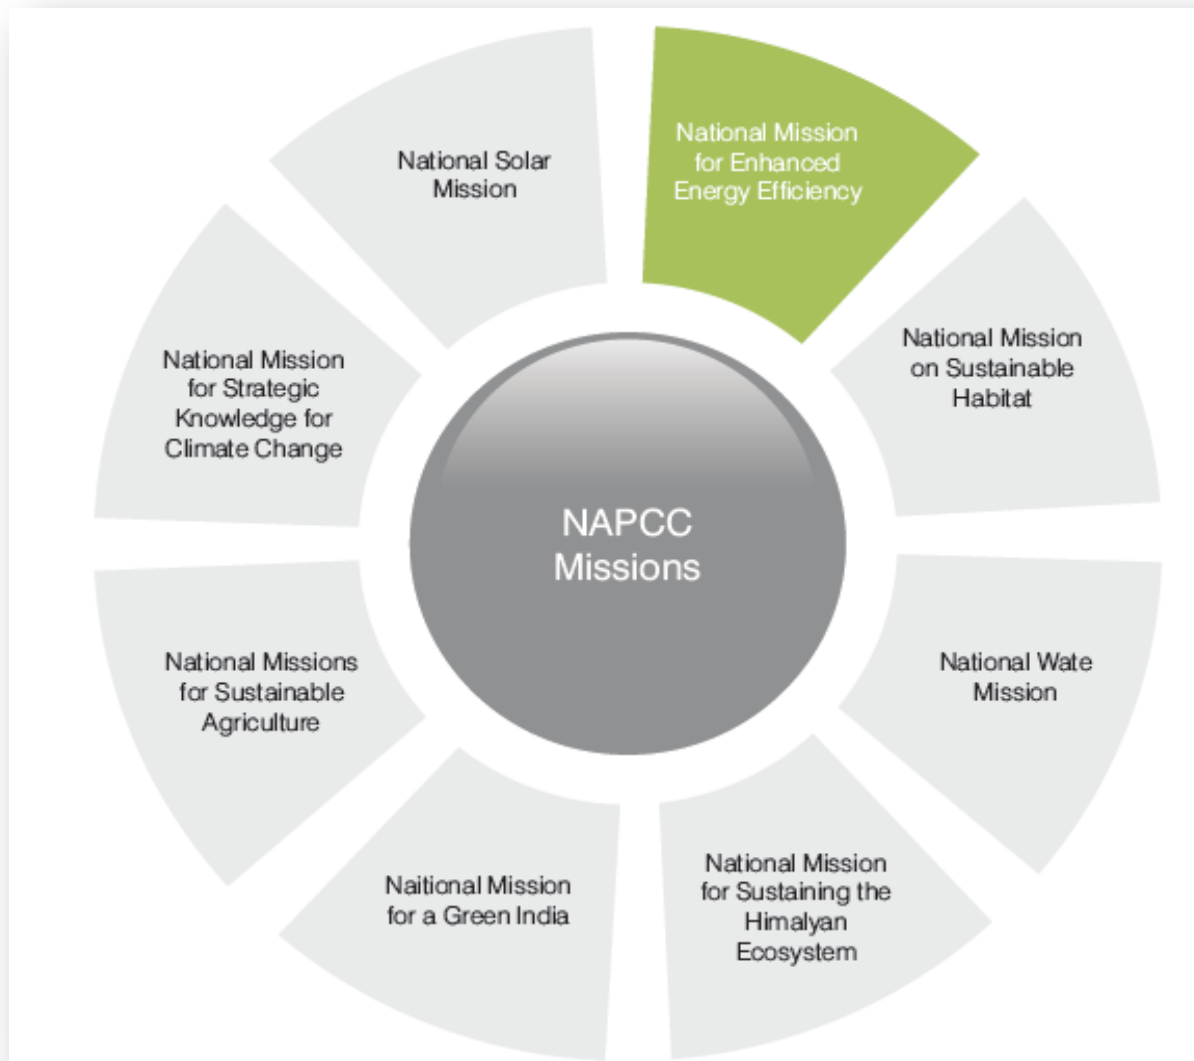 National Solar
Mission
National Mission
for Enhanced
Energy Efficiency
National Mission
on Sustainable
Habitat
National Wate
Mission
National Mission
for Sustaining the
Himalyan
Ecosystem
Naitional Mission
for a Green India
National Missions
for Sustainable
Agriculture
National Mission
for Strategic
Knowledge for
Climate Change
NAPCC
Missions